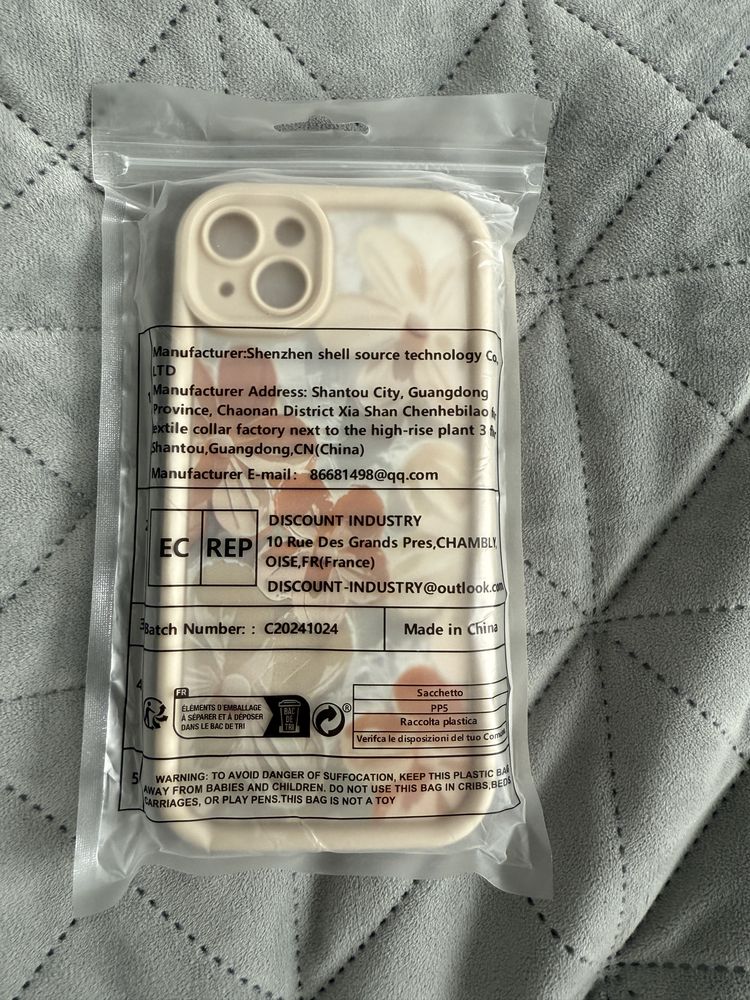 Manufacturer:Shenzhen shell source technology Co.,
LTD
Manufacturer Address: Shantou City, Guangdong
Province, Chaonan District Xia Shan Chenhebilao
textile collar factory next to the high-rise plant 3
Shantou,Guangdong,CN(China)
Manufacturer E-mail: 86681498@qq.com
EC REP
DISCOUNT INDUSTRY
10 Rue Des Grands Pres,CHAMBLY,
OISE,FR(France)
DISCOUNT-INDUSTRY@outlook.com
Batch Number: : C20241024
Made in China
FR
ÉLÉMENTS D'EMBALLAGE
À SÉPARER ET À DÉPOSER
DANS LE BAC DE TRI
BAC
DE
TRI
®
Sacchetto
PP5
Raccolta plastica
Verifca le disposizioni del tuo Comun
WARNING: TO AVOID DANGER OF SUFFOCATION, KEEP THIS PLASTIC BAG
AWAY FROM BABIES AND CHILDREN. DO NOT USE THIS BAG IN CRIBS,BEDS
CARRIAGES, OR PLAY PENS.THIS BAG IS NOT A TOY